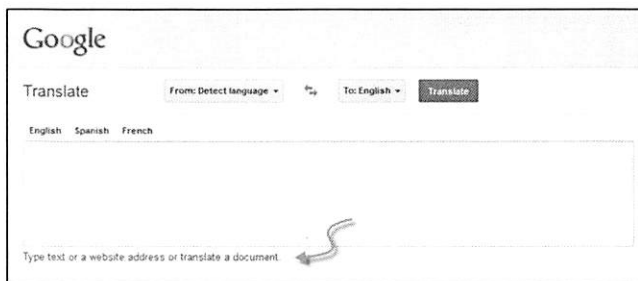 Google
Translate From: Detect language To: English Translate
English Spanish French
Type text or a website address or translate a document.